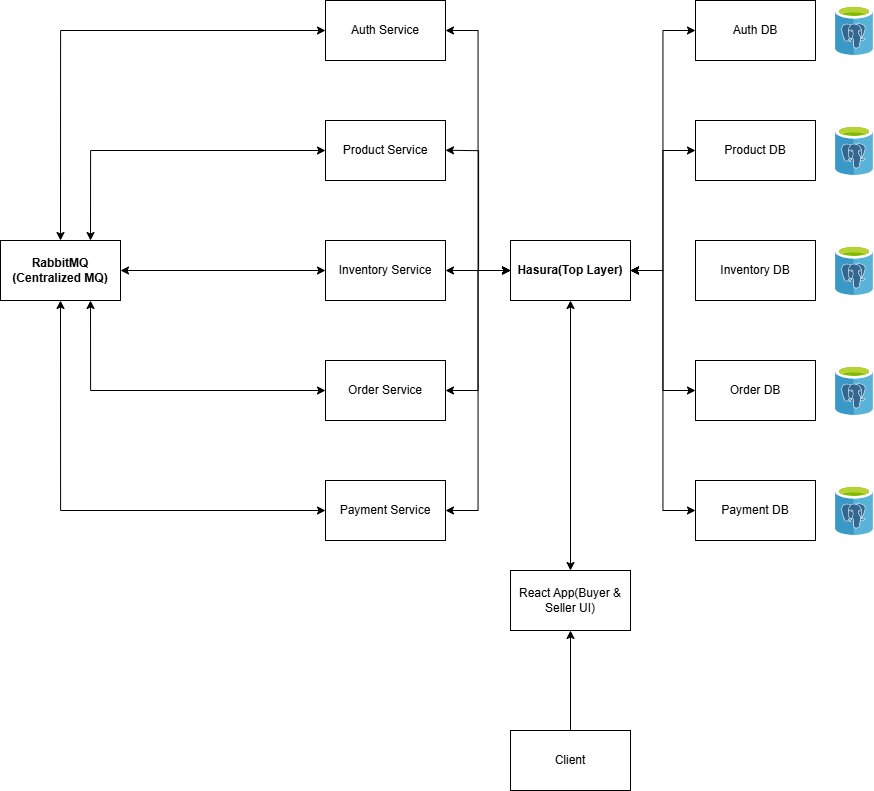 Auth Service
Auth DB
Product Service
Product DB
RabbitMQ
(Centralized MQ)
Inventory Service
Hasura(Top Layer)
Inventory DB
Order Service
Order DB
Payment Service
Payment DB
React App(Buyer &
Seller UI)
Client